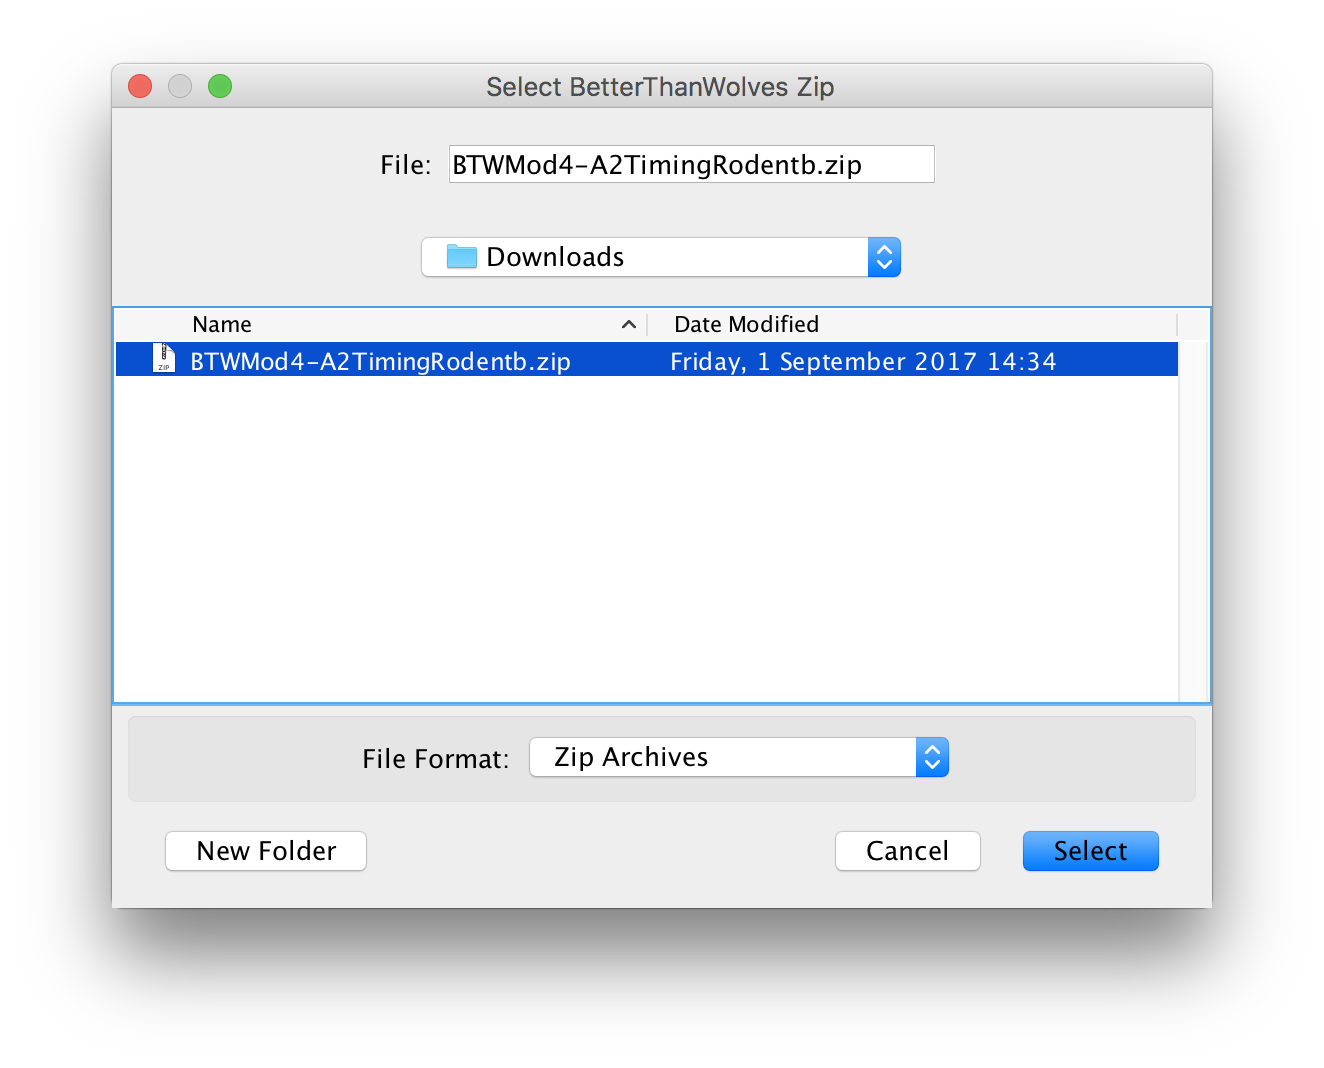 Select BetterThanWolves Zip
File: BTWMod4-A2TimingRodentb.zip
Downloads
Name Date Modified
ZIP BTWMod4-A2TimingRodentb.zip Friday, 1 September 2017 14:34
File Format: Zip Archives
New Folder Cancel Select